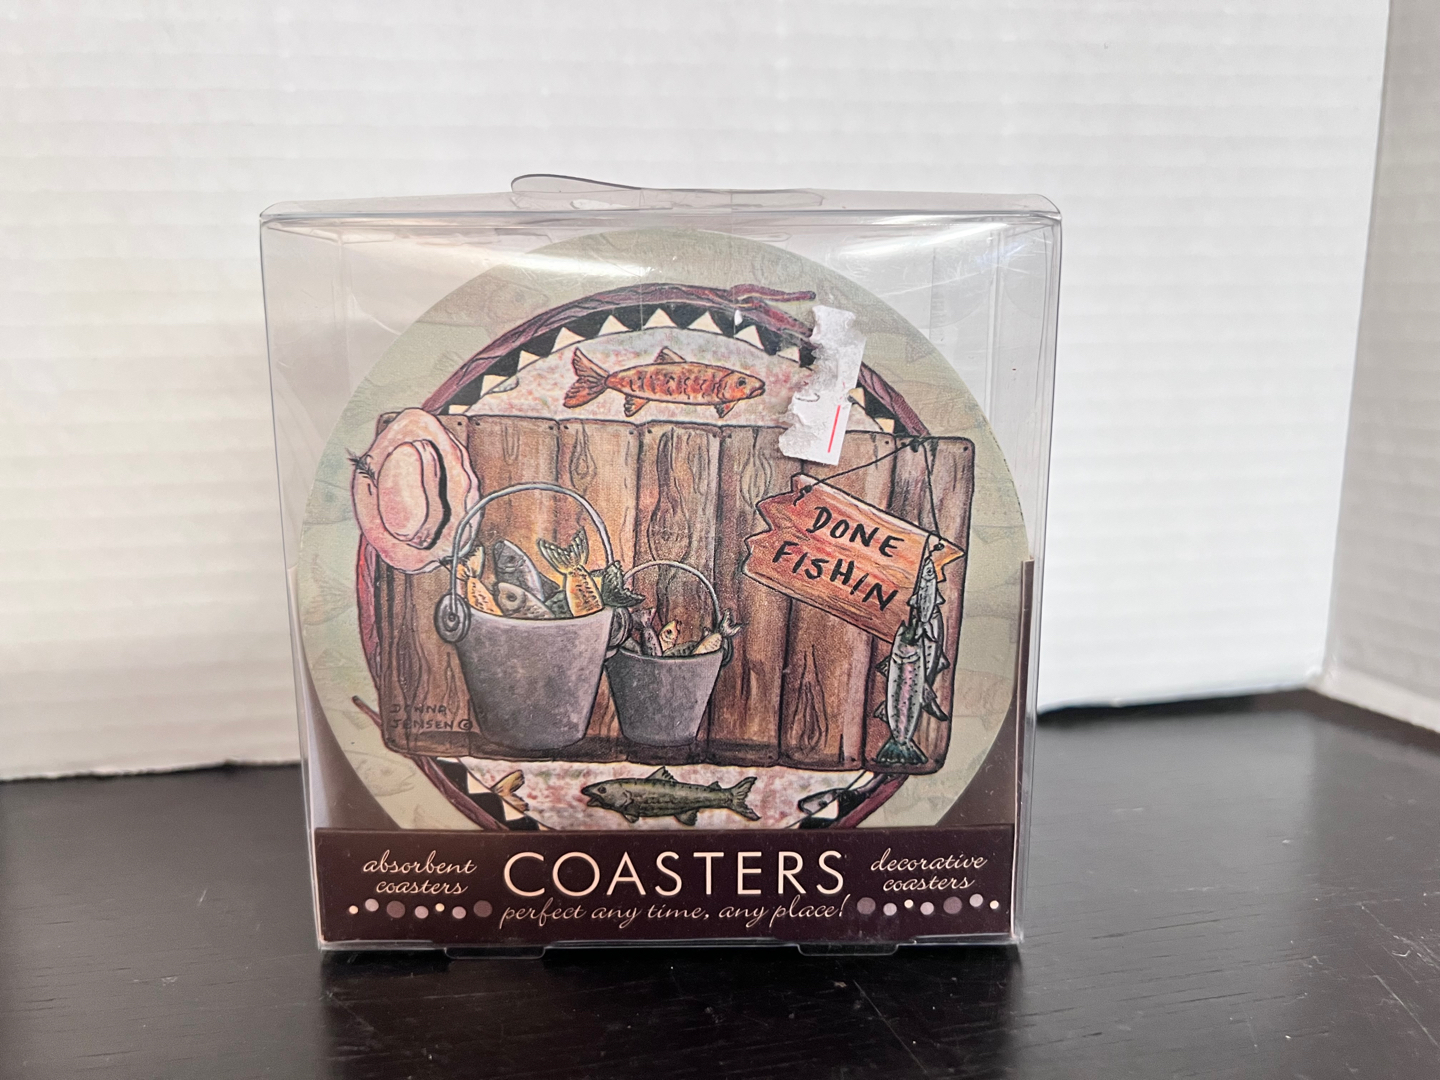 DONE
FISHIN
DONNA
JENSEN ©
absorbent
coasters
COASTERS
perfect any time, any place!
decorative
coasters